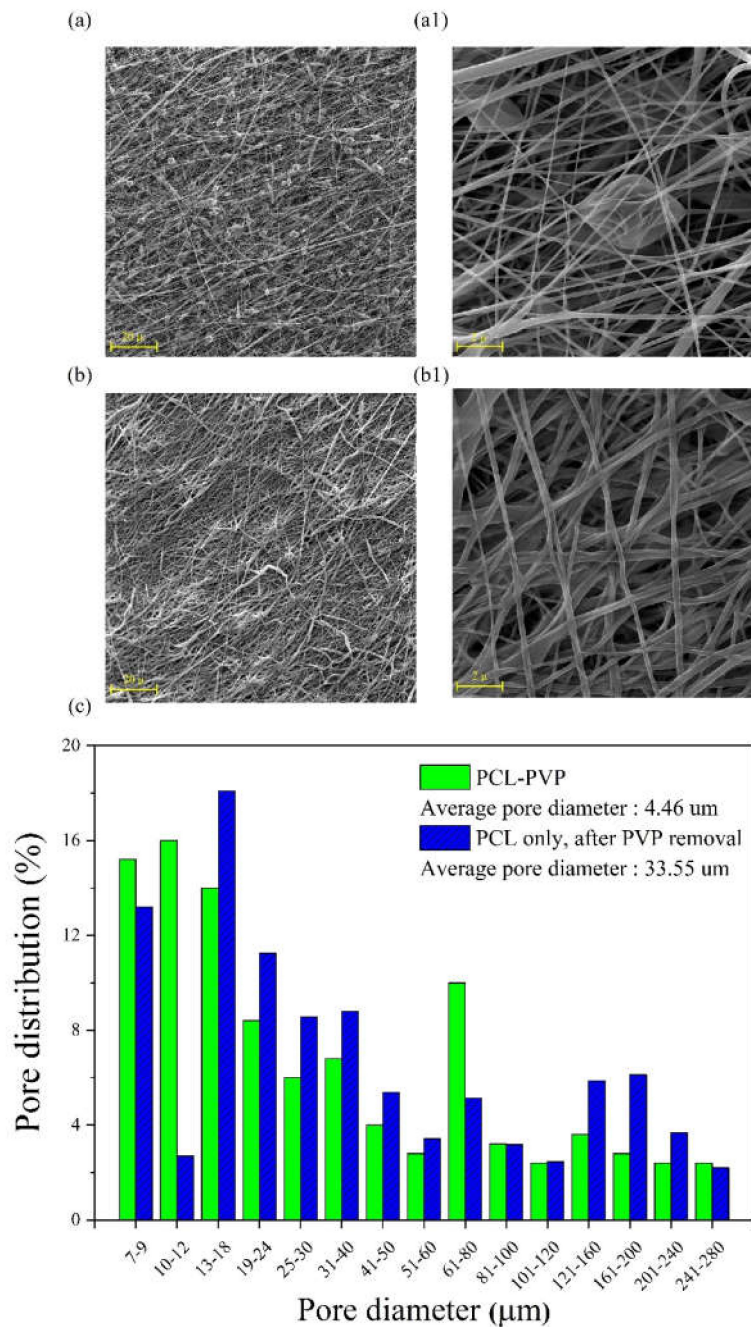 (a)
(a1)
20 μ
(b)
(b1)
20 μ
2 μ
(c)
20
16
12
8
4
0
Pore distribution (%)
PCL-PVP
Average pore diameter : 4.46 um
PCL only, after PVP removal
Average pore diameter : 33.55 um
7-9
10-12
13-18
19-24
25-30
31-40
41-50
51-60
61-80
81-100
101-120
121-160
161-200
201-240
241-280
Pore diameter (μm)